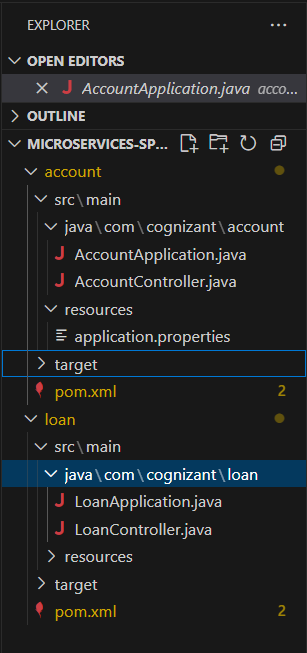 EXPLORER ...
OPEN EDITORS
J AccountApplication.java acco...
OUTLINE
MICROSERVICES-SP...
account
src\main
java\com\cognizant\account
J AccountApplication.java
J AccountController.java
resources
application.properties
target
pom.xml 2
loan
src\main
java\com\cognizant\loan
J LoanApplication.java
J LoanController.java
resources
target
pom.xml 2